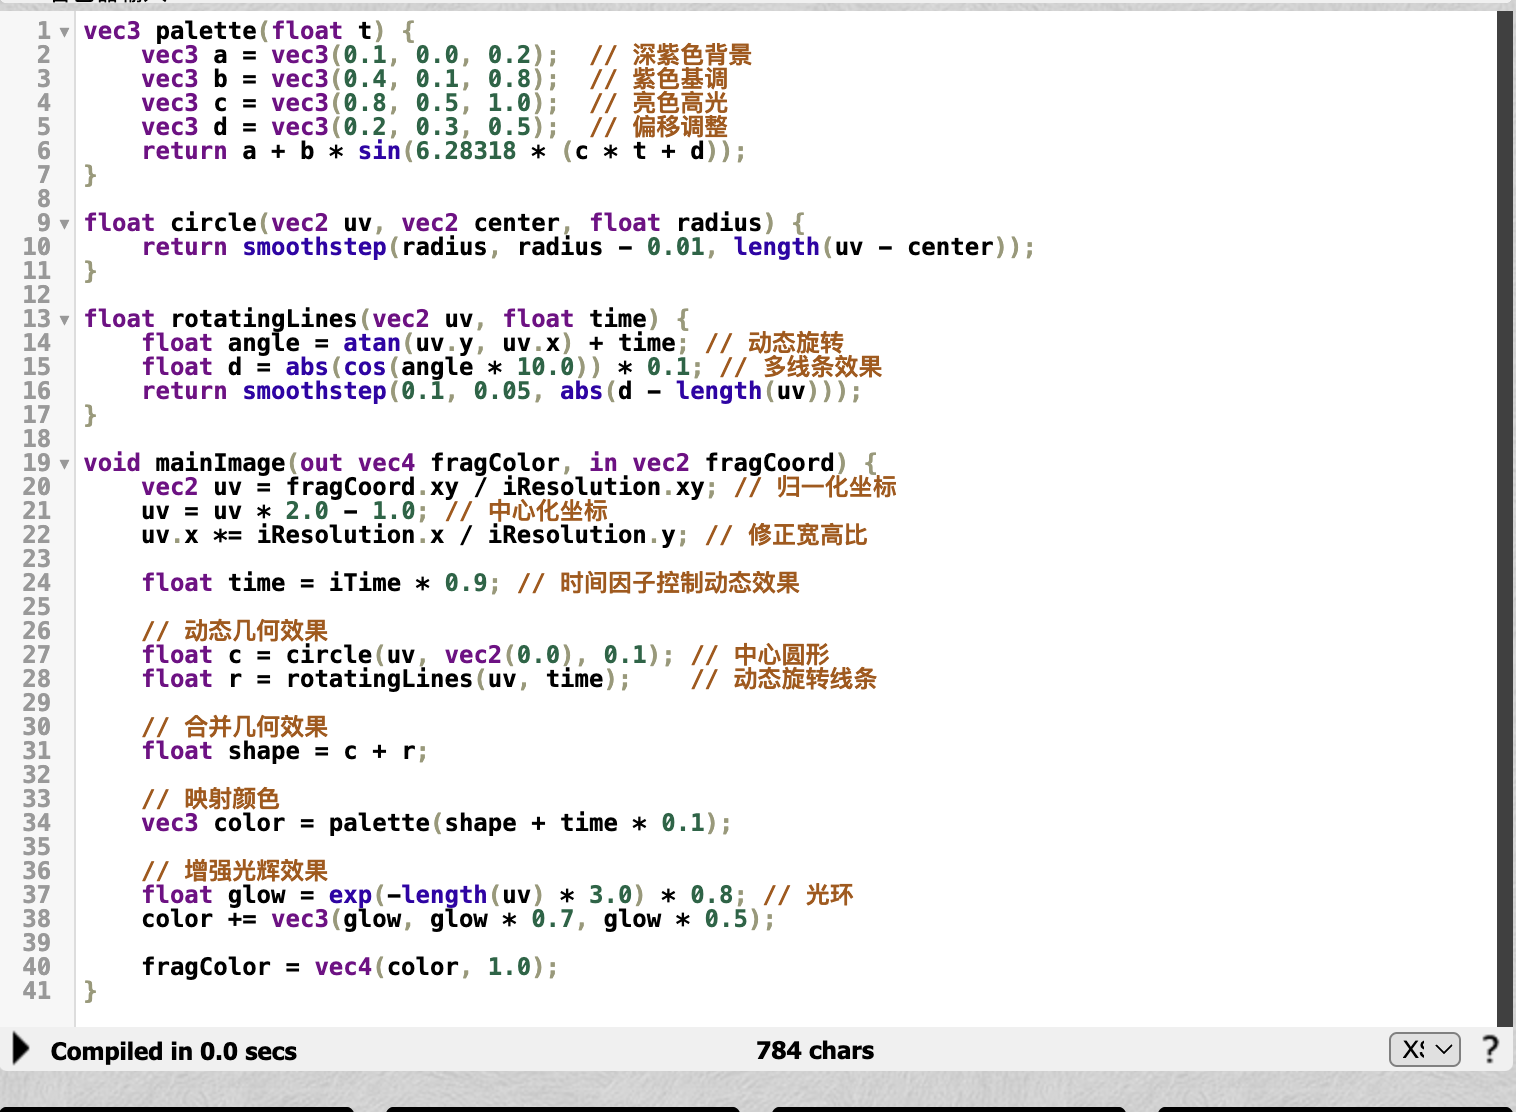 1 vec3 palette(float t) {
2     vec3 a = vec3(0.1, 0.0, 0.2);  // 深紫色背景
3     vec3 b = vec3(0.4, 0.1, 0.8);  // 紫色基调
4     vec3 c = vec3(0.8, 0.5, 1.0);  // 亮色高光
5     vec3 d = vec3(0.2, 0.3, 0.5);  // 偏移调整
6     return a + b * sin(6.28318 * (c * t + d));
7 }
8
9 float circle(vec2 uv, vec2 center, float radius) {
10     return smoothstep(radius, radius - 0.01, length(uv - center));
11 }
12
13 float rotatingLines(vec2 uv, float time) {
14     float angle = atan(uv.y, uv.x) + time; // 动态旋转
15     float d = abs(cos(angle * 10.0)) * 0.1; // 多线条效果
16     return smoothstep(0.1, 0.05, abs(d - length(uv)));
17 }
18
19 void mainImage(out vec4 fragColor, in vec2 fragCoord) {
20     vec2 uv = fragCoord.xy / iResolution.xy; // 归一化坐标
21     uv = uv * 2.0 - 1.0; // 中心化坐标
22     uv.x *= iResolution.x / iResolution.y; // 修正宽高比
23
24     float time = iTime * 0.9; // 时间因子控制动态效果
25
26     // 动态几何效果
27     float c = circle(uv, vec2(0.0), 0.1); // 中心圆形
28     float r = rotatingLines(uv, time);    // 动态旋转线条
29
30     // 合并几何效果
31     float shape = c + r;
32
33     // 映射颜色
34     vec3 color = palette(shape + time * 0.1);
35
36     // 增强光辉效果
37     float glow = exp(-length(uv) * 3.0) * 0.8; // 光环
38     color += vec3(glow, glow * 0.7, glow * 0.5);
39
40     fragColor = vec4(color, 1.0);
41 }
Compiled in 0.0 secs 784 chars ?